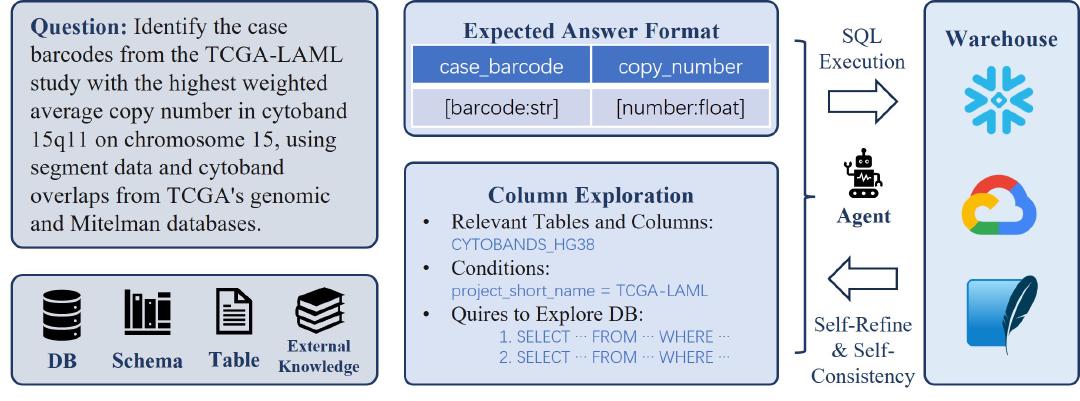 Question: Identify the case
barcodes from the TCGA-LAML
study with the highest weighted
average copy number in cytoband
15q11 on chromosome 15, using
segment data and cytoband
overlaps from TCGA's genomic
and Mitelman databases.
DB
Schema
Table
External
Knowledge
Expected Answer Format
case_barcode copy_number
[barcode:str] [number:float]
Column Exploration
• Relevant Tables and Columns:
CYTOBANDS_HG38
• Conditions:
project_short_name = TCGA-LAML
• Quires to Explore DB:
1. SELECT ··· FROM ··· WHERE ···
2. SELECT ··· FROM ··· WHERE ···
SQL
Execution
Agent
Self-Refine
& Self-
Consistency
Warehouse